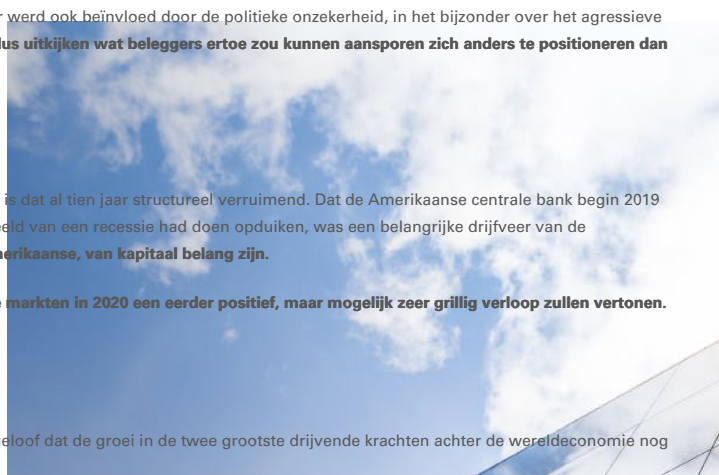 werd ook beïnvloed door de politieke onzekerheid, in het bijzonder over het agressieve
uitkijken wat beleggers ertoe zou kunnen aansporen zich anders te positioneren dan
is dat al tien jaar structureel verruimend. Dat de Amerikaanse centrale bank begin 2019
van een recessie had doen opduiken, was een belangrijke drijfveer van de
van kapitaal belang zijn.
markten in 2020 een eerder positief, maar mogelijk zeer grillig verloop zullen vertonen.
dat de groei in de twee grootste drijvende krachten achter de wereldeconomie nog